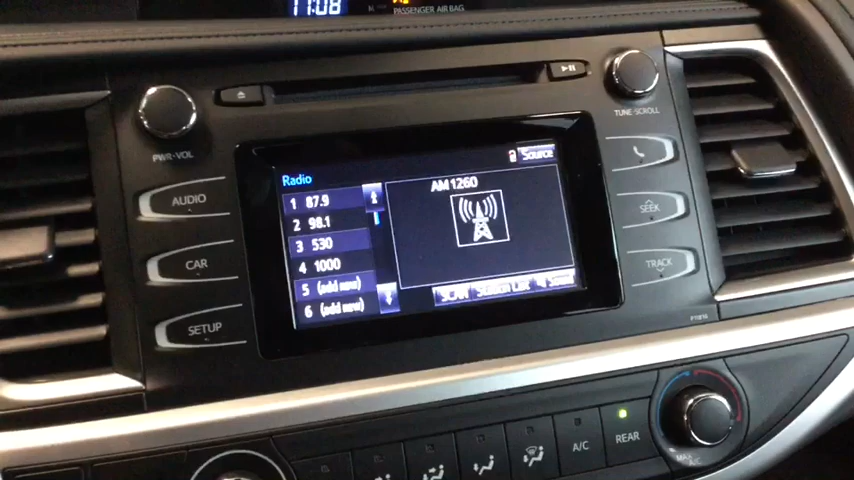 11:08
PASSENGER AIR BAG
PWR·VOL
TUNE·SCROLL
AUDIO
CAR
SETUP
SEEK
TRACK
Radio
Source
AM 1260
1 87.9
2 98.1
3 530
4 1000
5 (add new)
6 (add new)
SCAN
Station List
Sound
A/C
REAR
MAX A/C